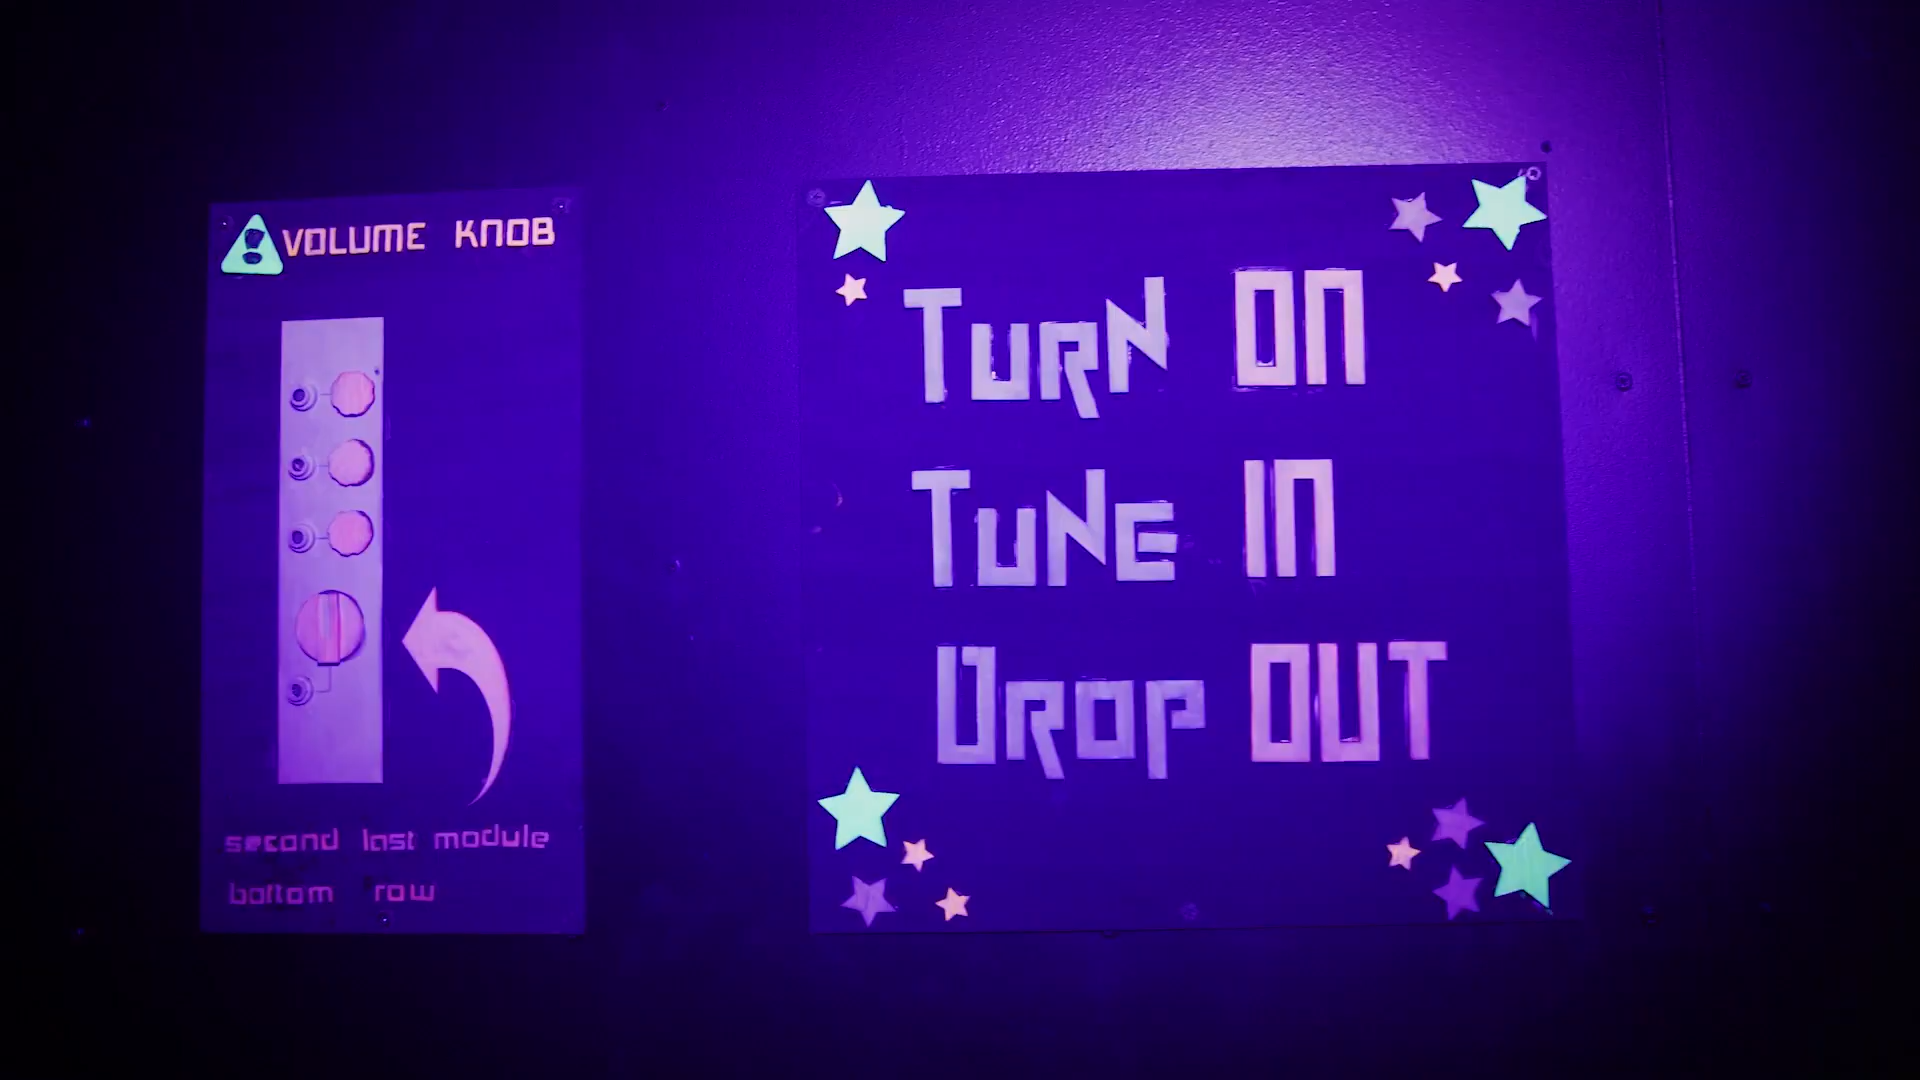 VOLUME KNOB
second last module
bottom row
TURN ON
TUNE IN
DROP OUT